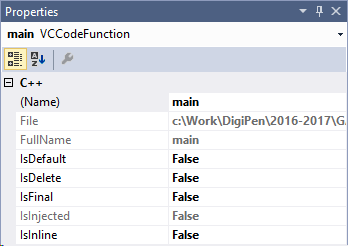 Properties
main VCCodeFunction
C++
(Name) main
File c:\Work\DigiPen\2016-2017\G
FullName main
IsDefault False
IsDelete False
IsFinal False
IsInjected False
IsInline False